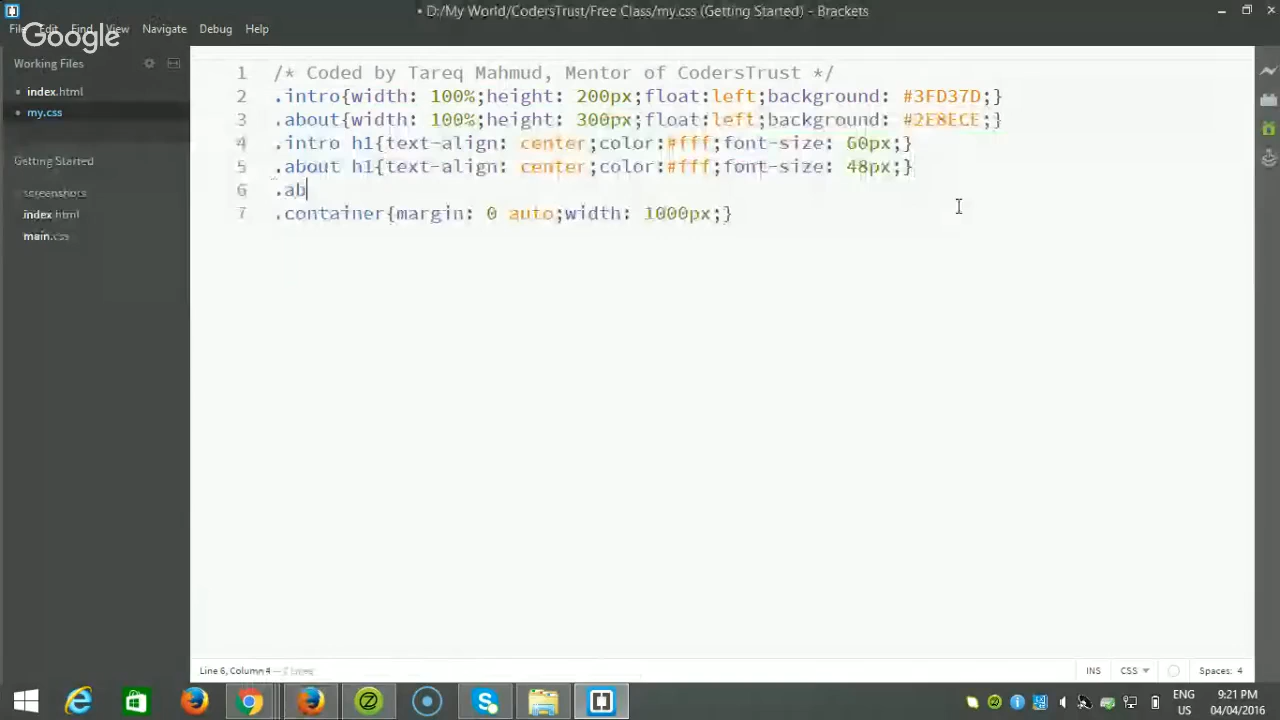 D:/My World/CodersTrust/Free Class/my.css (Getting Started) - Brackets
File Edit Find View Navigate Debug Help
Google
Working Files
index.html
my.css
Getting Started
screenshots
index.html
main.css
1 /* Coded by Tareq Mahmud, Mentor of CodersTrust */
2 .intro{width: 100%;height: 200px;float:left;background: #3FD37D;}
3 .about{width: 100%;height: 300px;float:left;background: #2E8ECE;}
4 .intro h1{text-align: center;color:#fff;font-size: 60px;}
5 .about h1{text-align: center;color:#fff;font-size: 48px;}
6 .ab
7 .container{margin: 0 auto;width: 1000px;}
Line 6, Column 4 — 7 Lines
INS CSS Spaces: 4
ENG 9:21 PM
US 04/04/2016